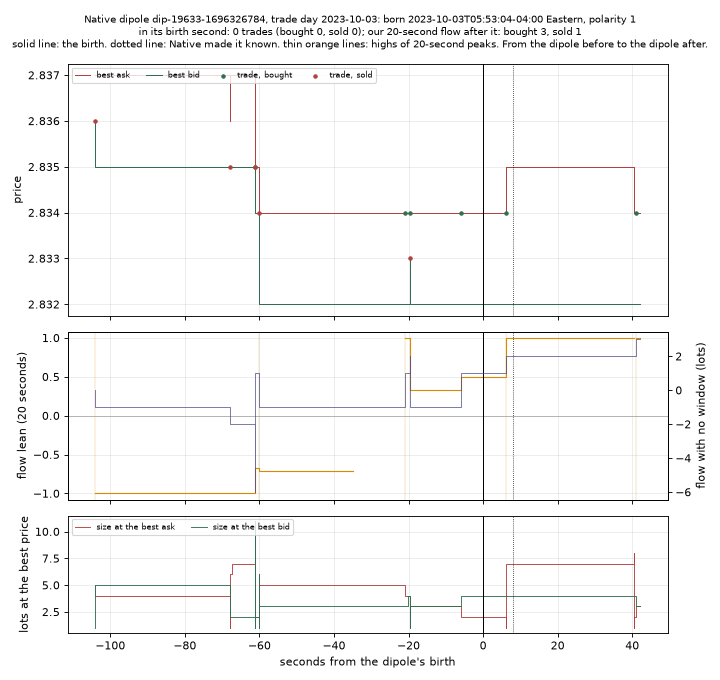 Native dipole dip-19633-1696326784, trade day 2023-10-03: born 2023-10-03T05:53:04-04:00 Eastern, polarity 1
in its birth second: 0 trades (bought 0, sold 0); our 20-second flow after it: bought 3, sold 1
solid line: the birth. dotted line: Native made it known. thin orange lines: highs of 20-second peaks. From the dipole before to the dipole after.
best ask best bid trade, bought trade, sold
2.837
2.836
2.835
2.834
2.833
2.832
price
1.0
0.5
0.0
−0.5
−1.0
flow lean (20 seconds)
2
0
−2
−4
−6
flow with no window (lots)
size at the best ask size at the best bid
10.0
7.5
5.0
2.5
lots at the best price
−100 −80 −60 −40 −20 0 20 40
seconds from the dipole's birth